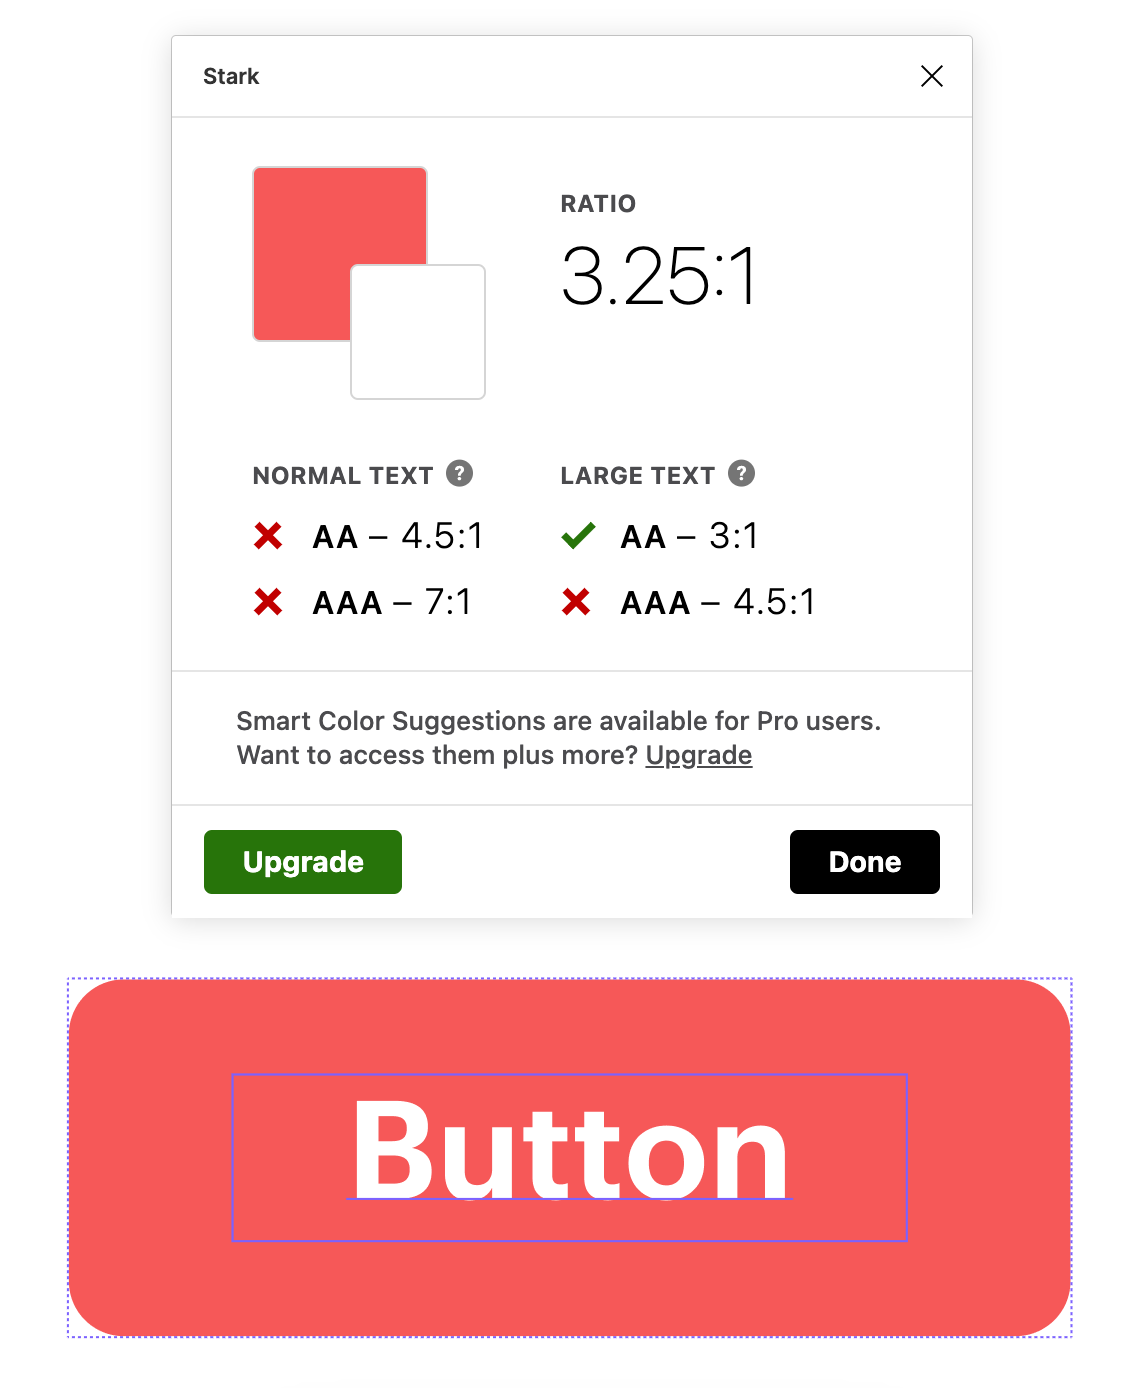 Stark
RATIO
3.25:1
NORMAL TEXT ?
AA – 4.5:1
AAA – 7:1
LARGE TEXT ?
AA – 3:1
AAA – 4.5:1
Smart Color Suggestions are available for Pro users.
Want to access them plus more? Upgrade
Upgrade
Done
Button